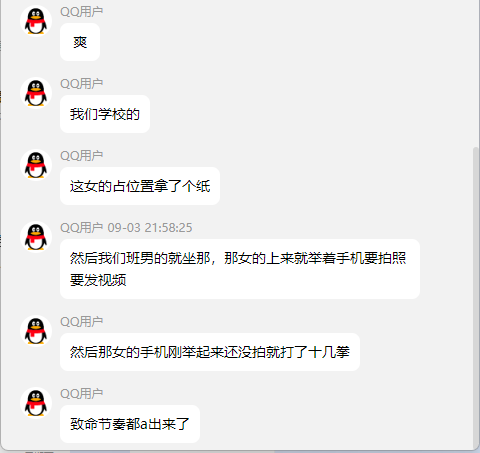 QQ用户
爽
QQ用户
我们学校的
QQ用户
这女的占位置拿了个纸
QQ用户 09-03 21:58:25
然后我们班男的就坐那，那女的上来就举着手机要拍照
要发视频
QQ用户
然后那女的手机刚举起来还没拍就打了十几拳
QQ用户
致命节奏都a出来了